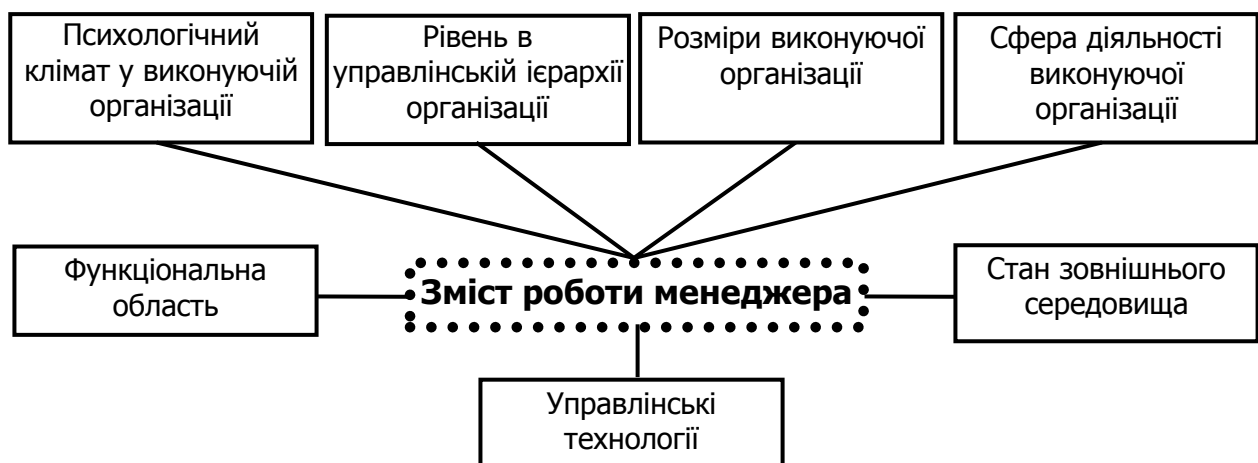 Психологічний
клімат у виконуючій
організації
Рівень в
управлінській ієрархії
організації
Розміри виконуючої
організації
Сфера діяльності
виконуючої
організації
Функціональна
область
Зміст роботи менеджера
Стан зовнішнього
середовища
Управлінські
технології